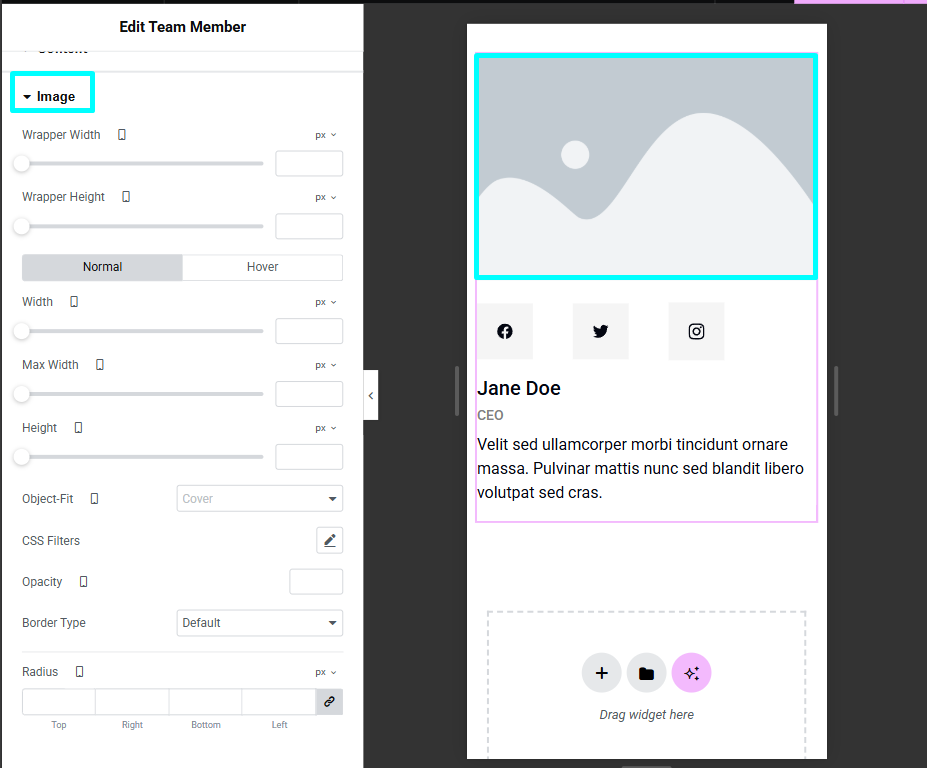 Edit Team Member
Content
Image
Wrapper Width px
Wrapper Height px
Normal Hover
Width px
Max Width px
Height px
Object-Fit Cover
CSS Filters
Opacity
Border Type Default
Radius px
Top Right Bottom Left
Jane Doe
CEO
Velit sed ullamcorper morbi tincidunt ornare
massa. Pulvinar mattis nunc sed blandit libero
volutpat sed cras.
Drag widget here